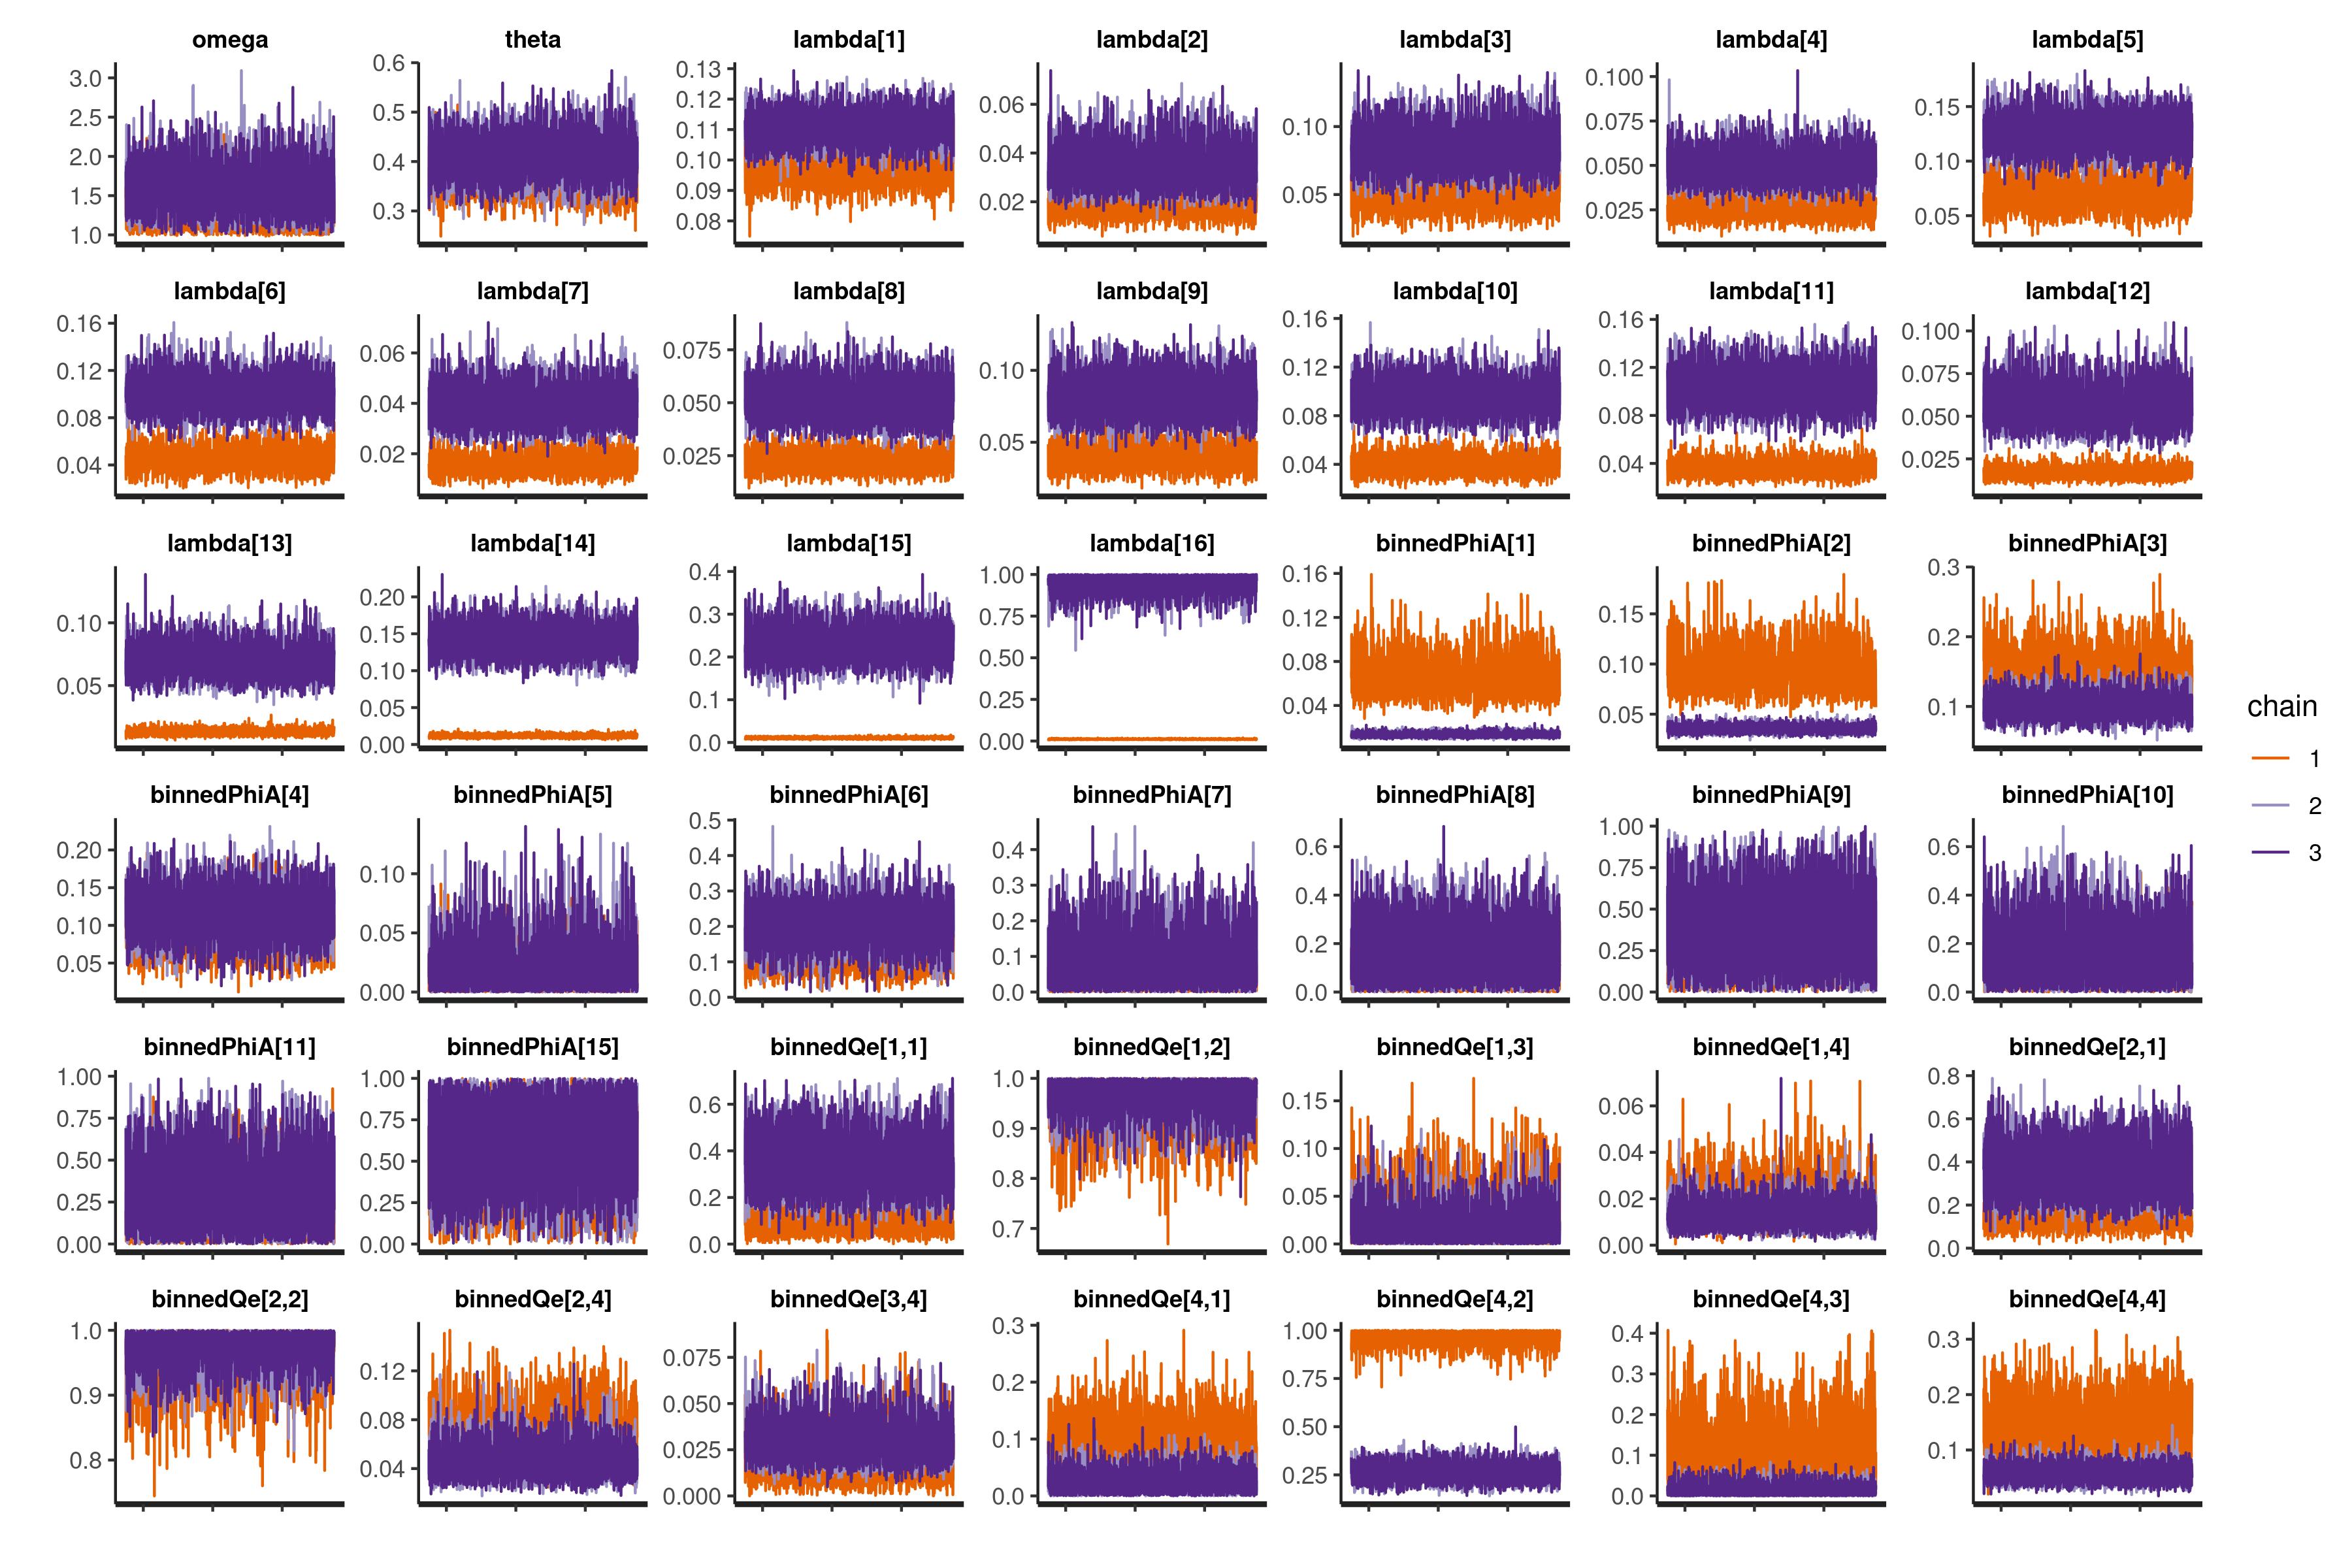 omega theta lambda[1] lambda[2] lambda[3] lambda[4] lambda[5]
3.0 2.5 2.0 1.5 1.0
0.6 0.5 0.4 0.3
0.13 0.12 0.11 0.10 0.09 0.08
0.06 0.04 0.02
0.10 0.05
0.100 0.075 0.050 0.025
0.15 0.10 0.05
lambda[6] lambda[7] lambda[8] lambda[9] lambda[10] lambda[11] lambda[12]
0.16 0.12 0.08 0.04
0.06 0.04 0.02
0.075 0.050 0.025
0.10 0.05
0.16 0.12 0.08 0.04
0.16 0.12 0.08 0.04
0.100 0.075 0.050 0.025
lambda[13] lambda[14] lambda[15] lambda[16] binnedPhiA[1] binnedPhiA[2] binnedPhiA[3]
0.10 0.05
0.20 0.15 0.10 0.05 0.00
0.4 0.3 0.2 0.1 0.0
1.00 0.75 0.50 0.25 0.00
0.16 0.12 0.08 0.04
0.15 0.10 0.05
0.3 0.2 0.1
binnedPhiA[4] binnedPhiA[5] binnedPhiA[6] binnedPhiA[7] binnedPhiA[8] binnedPhiA[9] binnedPhiA[10]
0.20 0.15 0.10 0.05
0.10 0.05 0.00
0.5 0.4 0.3 0.2 0.1 0.0
0.4 0.3 0.2 0.1 0.0
0.6 0.4 0.2 0.0
1.00 0.75 0.50 0.25 0.00
0.6 0.4 0.2 0.0
binnedPhiA[11] binnedPhiA[15] binnedQe[1,1] binnedQe[1,2] binnedQe[1,3] binnedQe[1,4] binnedQe[2,1]
1.00 0.75 0.50 0.25 0.00
1.00 0.75 0.50 0.25 0.00
0.6 0.4 0.2 0.0
1.0 0.9 0.8 0.7
0.15 0.10 0.05 0.00
0.06 0.04 0.02 0.00
0.8 0.6 0.4 0.2 0.0
binnedQe[2,2] binnedQe[2,4] binnedQe[3,4] binnedQe[4,1] binnedQe[4,2] binnedQe[4,3] binnedQe[4,4]
1.0 0.9 0.8
0.12 0.08 0.04
0.075 0.050 0.025 0.000
0.3 0.2 0.1 0.0
1.00 0.75 0.50 0.25
0.4 0.3 0.2 0.1 0.0
0.3 0.2 0.1
chain
1
2
3